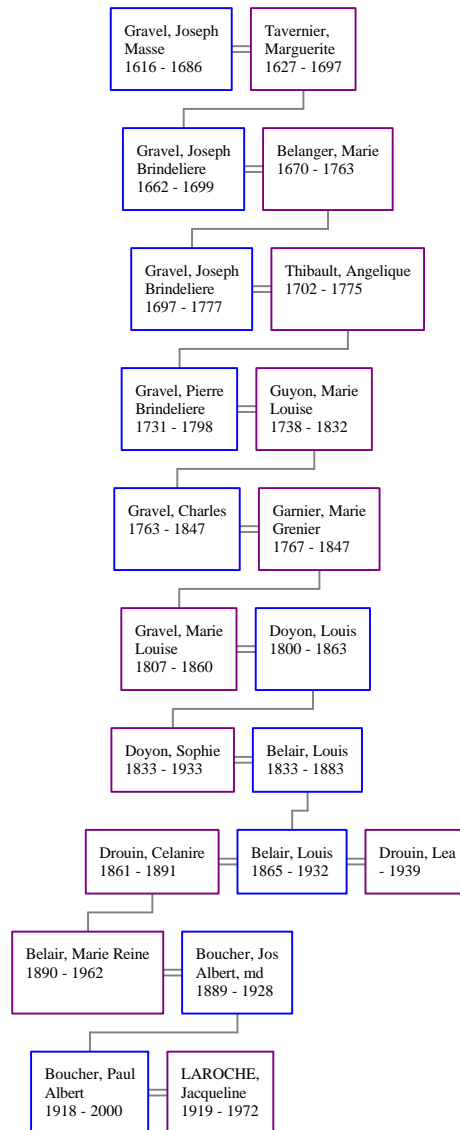 Gravel, Joseph
Masse
1616 - 1686
Tavernier,
Marguerite
1627 - 1697
Gravel, Joseph
Brindeliere
1662 - 1699
Belanger, Marie
1670 - 1763
Gravel, Joseph
Brindeliere
1697 - 1777
Thibault, Angelique
1702 - 1775
Gravel, Pierre
Brindeliere
1731 - 1798
Guyon, Marie
Louise
1738 - 1832
Gravel, Charles
1763 - 1847
Garnier, Marie
Grenier
1767 - 1847
Gravel, Marie
Louise
1807 - 1860
Doyon, Louis
1800 - 1863
Doyon, Sophie
1833 - 1933
Belair, Louis
1833 - 1883
Drouin, Celanire
1861 - 1891
Belair, Louis
1865 - 1932
Drouin, Lea
- 1939
Belair, Marie Reine
1890 - 1962
Boucher, Jos
Albert, md
1889 - 1928
Boucher, Paul
Albert
1918 - 2000
LAROCHE,
Jacqueline
1919 - 1972